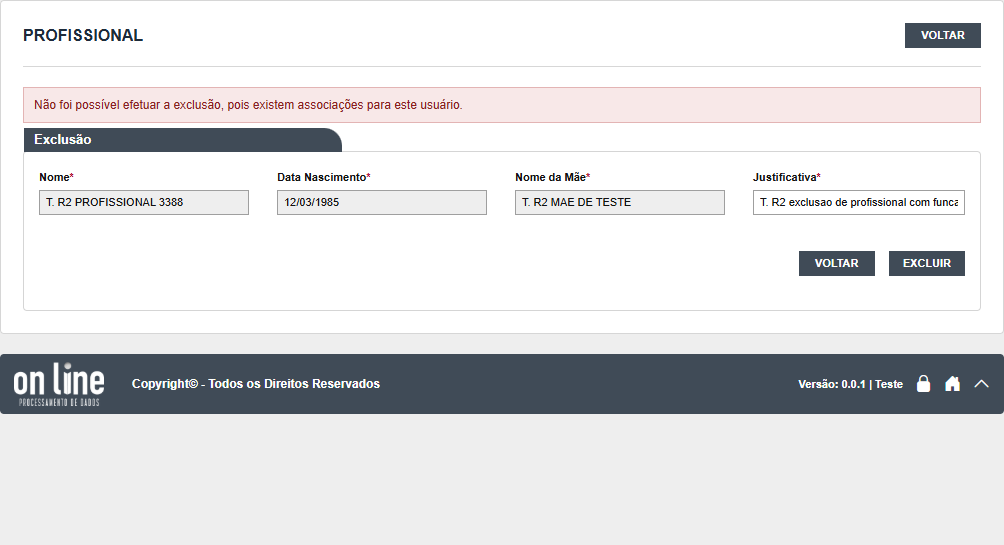 PROFISSIONAL
VOLTAR
Não foi possível efetuar a exclusão, pois existem associações para este usuário.
Exclusão
Nome* Data Nascimento* Nome da Mãe* Justificativa*
T. R2 PROFISSIONAL 3388 12/03/1985 T. R2 MAE DE TESTE T. R2 exclusao de profissional com funca
VOLTAR EXCLUIR
on line
PROCESSAMENTO DE DADOS
Copyright© - Todos os Direitos Reservados
Versão: 0.0.1 | Teste